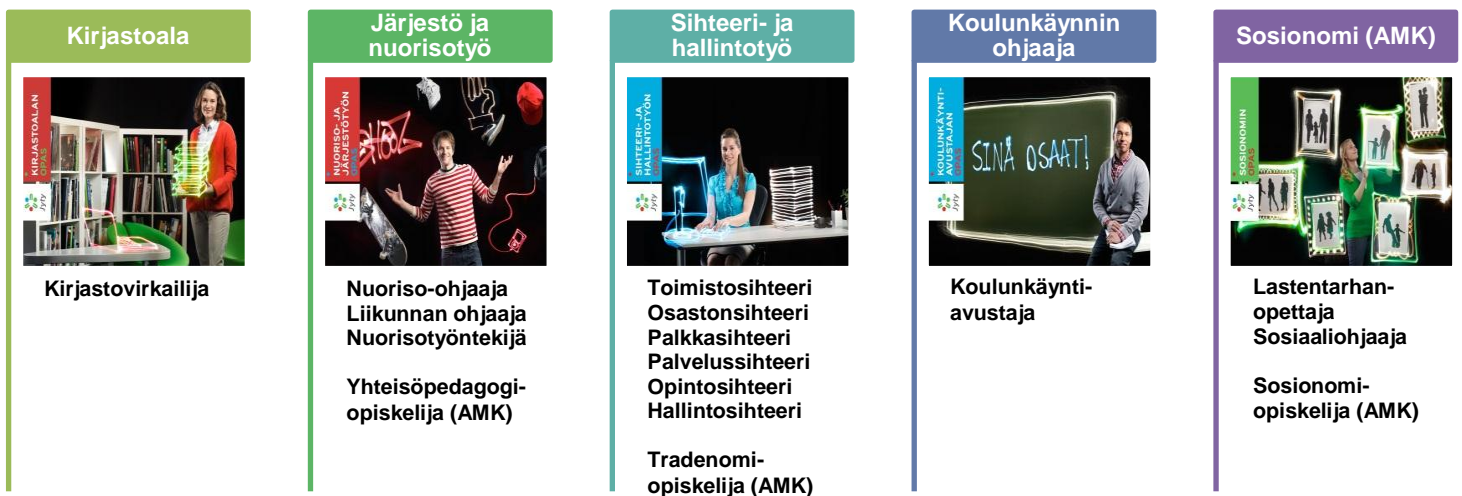 Kirjastoala
KIRJASTOALAN
OPAS
Jyty
Kirjastovirkailija
Järjestö ja
nuorisotyö
NUORISO- JA
JÄRJESTÖTYÖN
OPAS
Jyty
Nuoriso-ohjaaja
Liikunnan ohjaaja
Nuorisotyöntekijä
Yhteisöpedagogi-
opiskelija (AMK)
Sihteeri- ja
hallintotyö
SIHTEERI- JA
HALLINTOTYÖN
OPAS
Jyty
Toimistosihteeri
Osastonsihteeri
Palkkasihteeri
Palvelussihteeri
Opintosihteeri
Hallintosihteeri
Tradenomi-
opiskelija (AMK)
Koulunkäynnin
ohjaaja
KOULUNKÄYNTI-
AVUSTAJAN
OPAS
Jyty
SINÄ OSAAT!
Koulunkäynti-
avustaja
Sosionomi (AMK)
SOSIONOMIN
OPAS
Jyty
Lastentarhan-
opettaja
Sosiaaliohjaaja
Sosionomi-
opiskelija (AMK)